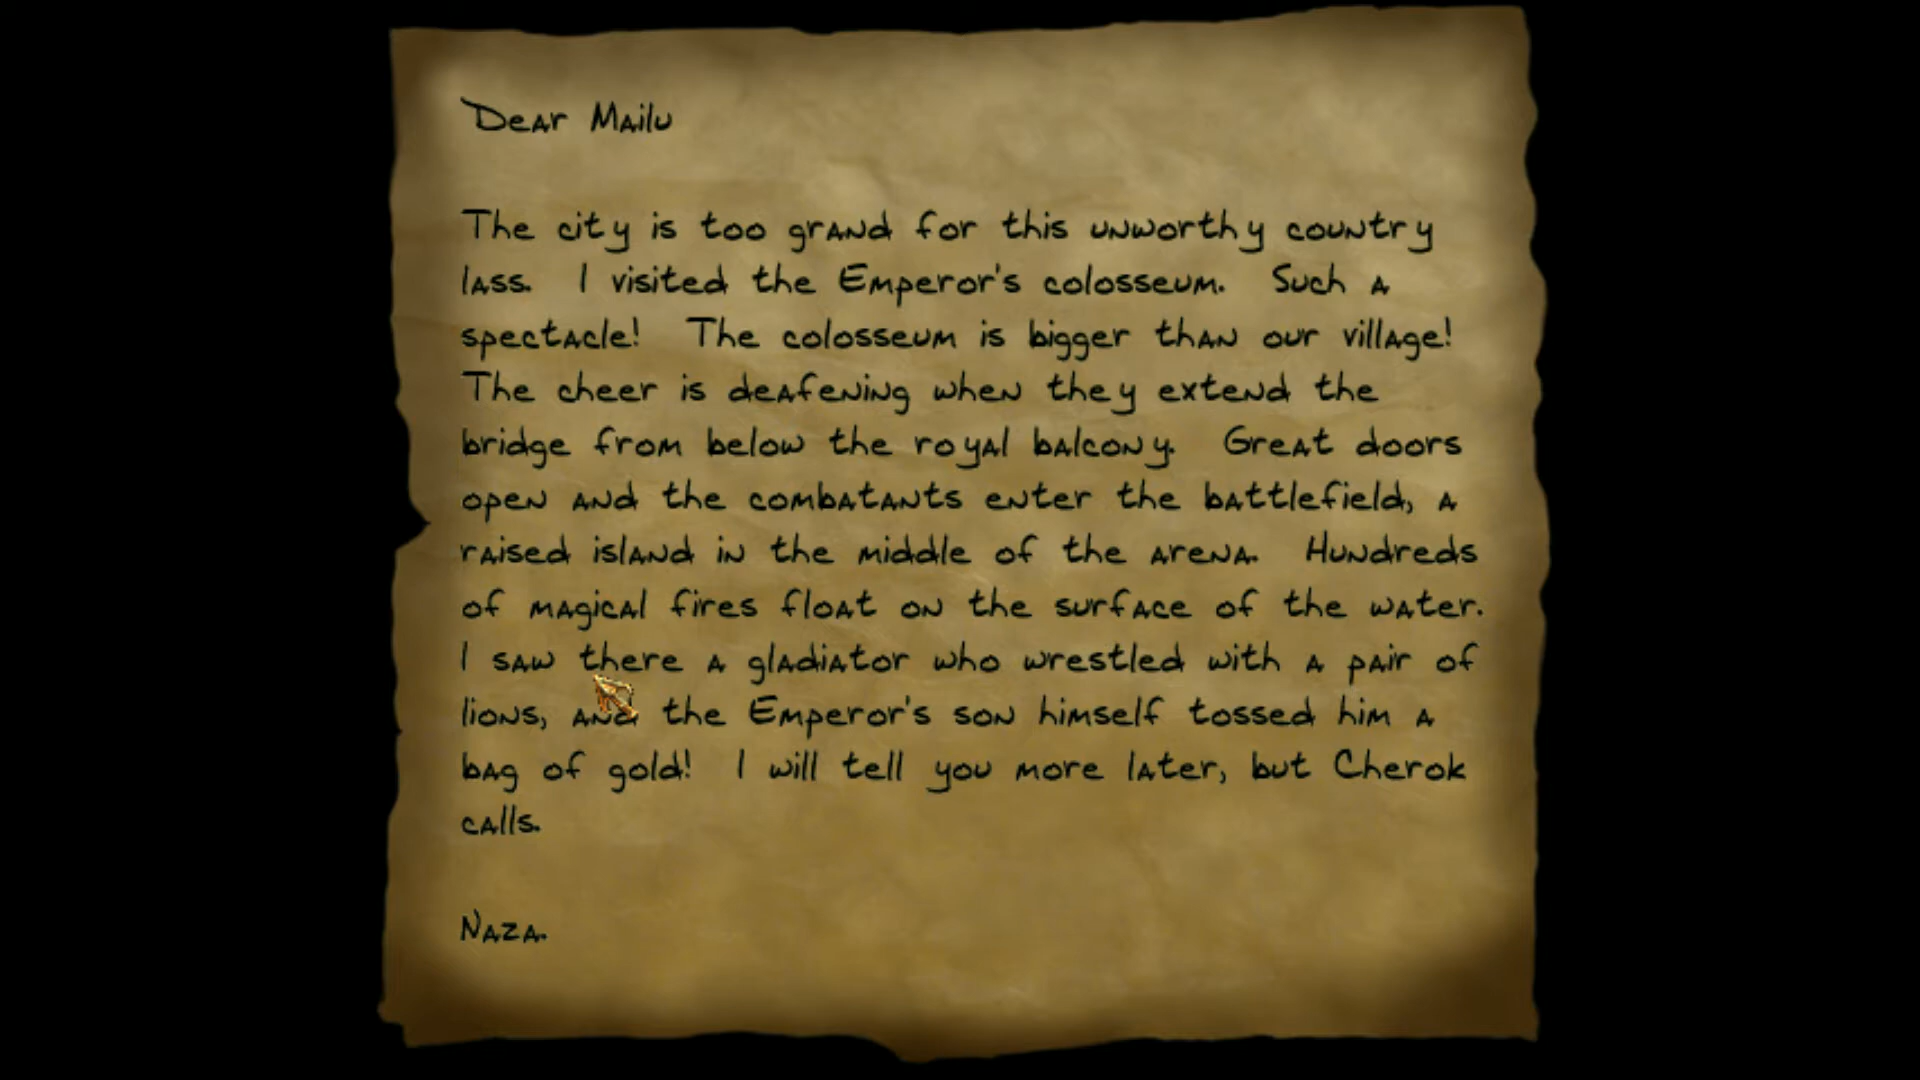 Dear Mailu
The city is too grand for this unworthy country
lass. I visited the Emperor's colosseum. Such a
spectacle! The colosseum is bigger than our village!
The cheer is deafening when they extend the
bridge from below the royal balcony. Great doors
open and the combatants enter the battlefield, a
raised island in the middle of the arena. Hundreds
of magical fires float on the surface of the water.
I saw there a gladiator who wrestled with a pair of
lions, and the Emperor's son himself tossed him a
bag of gold! I will tell you more later, but Cherok
calls.
Naza.